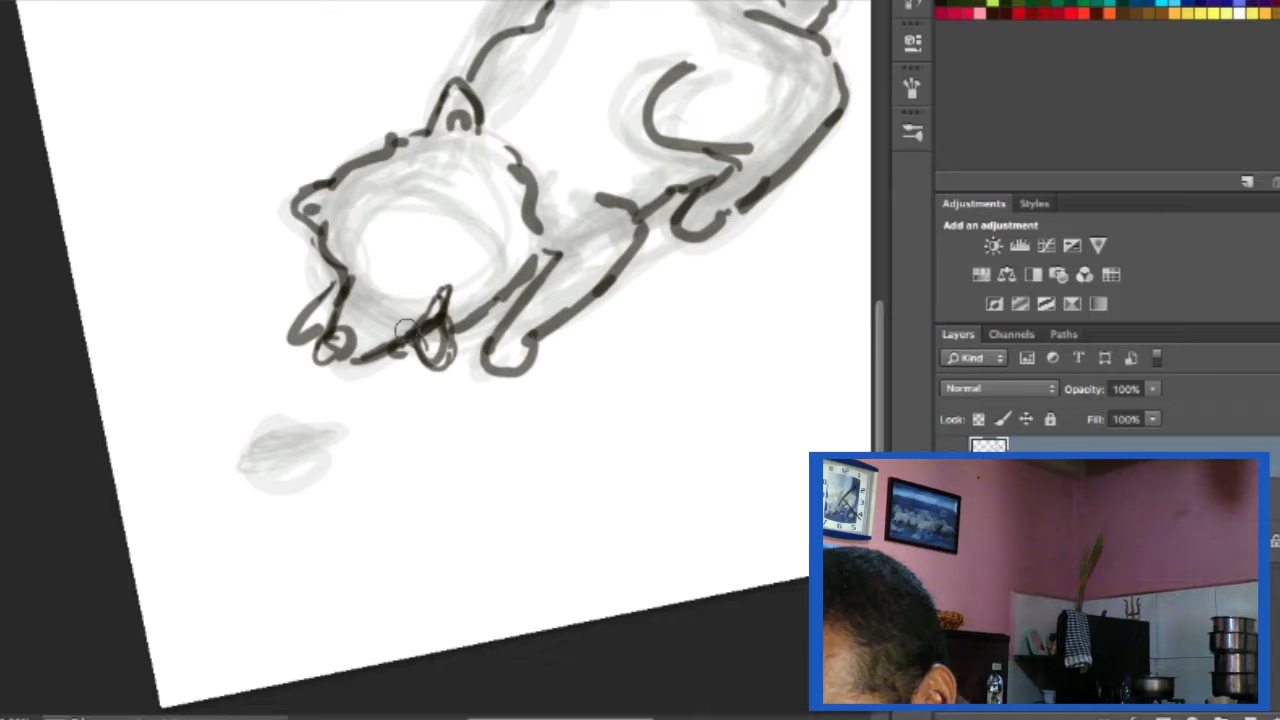 Adjustments Styles
Add an adjustment
Layers Channels Paths
Kind
Normal Opacity: 100%
Lock: Fill: 100%